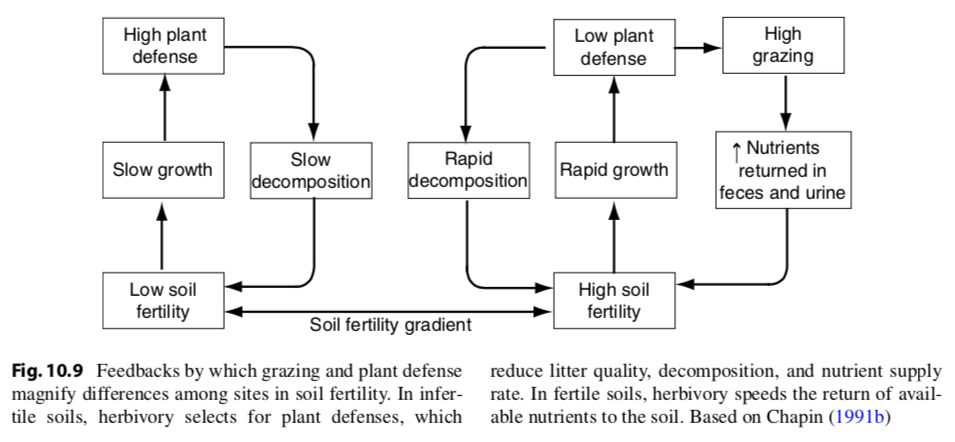 High plant
defense
Low plant
defense
High
grazing
Slow growth
Slow
decomposition
Rapid
decomposition
Rapid growth
↑ Nutrients
returned in
feces and urine
Low soil
fertility
High soil
fertility
Soil fertility gradient
Fig. 10.9 Feedbacks by which grazing and plant defense
magnify differences among sites in soil fertility. In infer-
tile soils, herbivory selects for plant defenses, which
reduce litter quality, decomposition, and nutrient supply
rate. In fertile soils, herbivory speeds the return of avail-
able nutrients to the soil. Based on Chapin (1991b)